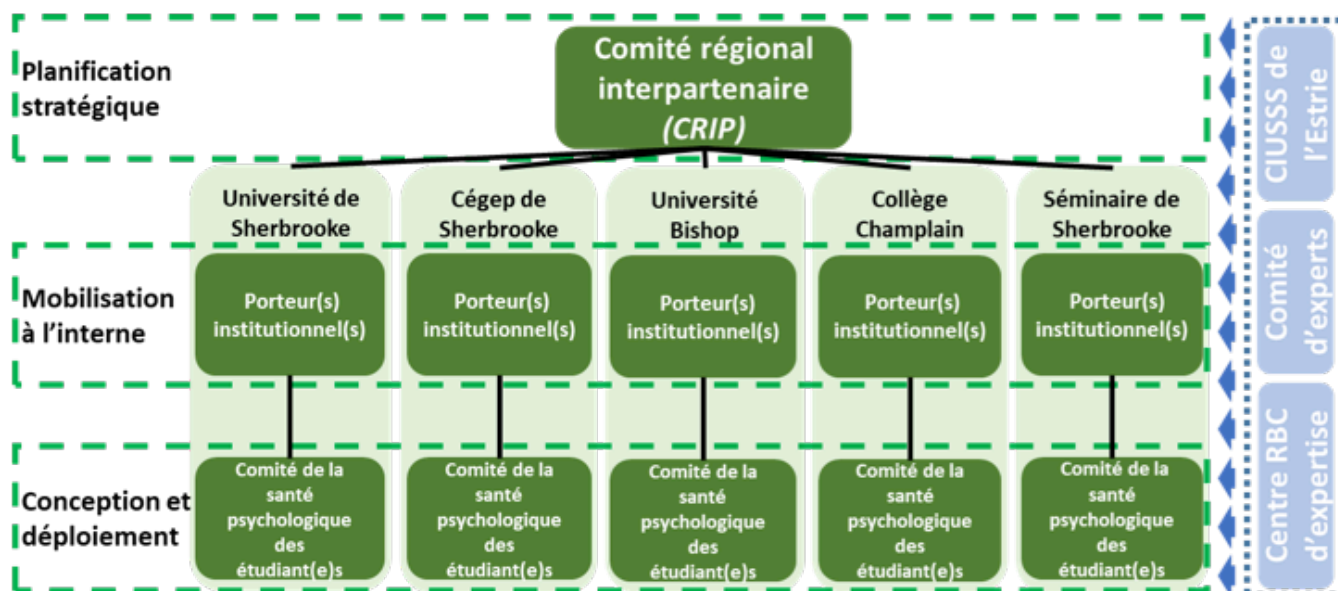 Planification
stratégique
Comité régional
interpartenaire
(CRIP)
Université de
Sherbrooke
Cégep de
Sherbrooke
Université
Bishop
Collège
Champlain
Séminaire de
Sherbrooke
Mobilisation
à l'interne
Porteur(s)
institutionnel(s)
Porteur(s)
institutionnel(s)
Porteur(s)
institutionnel(s)
Porteur(s)
institutionnel(s)
Porteur(s)
institutionnel(s)
Conception et
déploiement
Comité de la
santé
psychologique
des
étudiant(e)s
Comité de la
santé
psychologique
des
étudiant(e)s
Comité de la
santé
psychologique
des
étudiant(e)s
Comité de la
santé
psychologique
des
étudiant(e)s
Comité de la
santé
psychologique
des
étudiant(e)s
CIUSSS de
l'Estrie
Comité
d'experts
Centre RBC
d'expertise